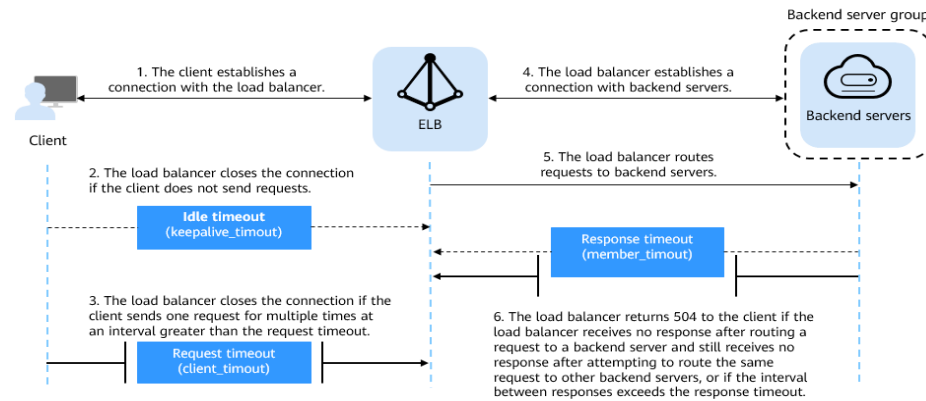 Backend server group
1. The client establishes a
connection with the load balancer.
4. The load balancer establishes a
connection with backend servers.
Client
ELB
Backend servers
2. The load balancer closes the connection
if the client does not send requests.
5. The load balancer routes
requests to backend servers.
Idle timeout
(keepalive_timout)
Response timeout
(member_timout)
3. The load balancer closes the connection if the
client sends one request for multiple times at
an interval greater than the request timeout.
Request timeout
(client_timout)
6. The load balancer returns 504 to the client if the
load balancer receives no response after routing a
request to a backend server and still receives no
response after attempting to route the same
request to other backend servers, or if the interval
between responses exceeds the response timeout.